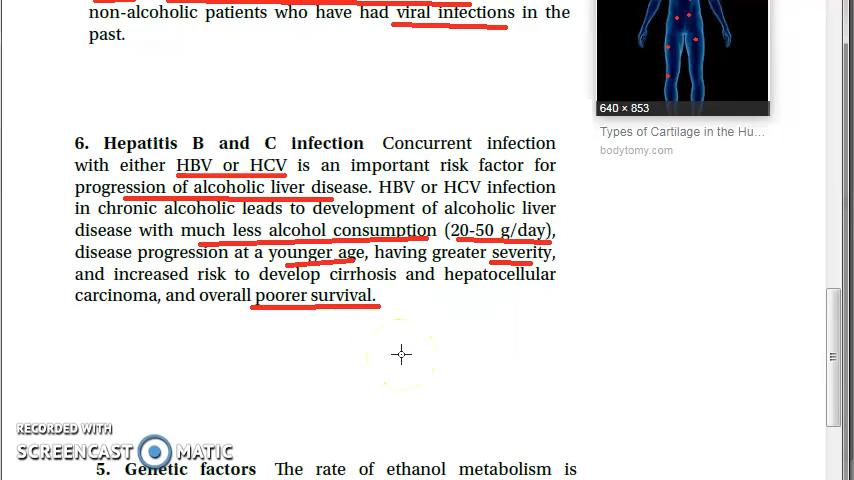 non-alcoholic patients who have had viral infections in the
past.
640 × 853
Types of Cartilage in the Hu...
bodytomy.com
6. Hepatitis B and C infection Concurrent infection
with either HBV or HCV is an important risk factor for
progression of alcoholic liver disease. HBV or HCV infection
in chronic alcoholic leads to development of alcoholic liver
disease with much less alcohol consumption (20-50 g/day),
disease progression at a younger age, having greater severity,
and increased risk to develop cirrhosis and hepatocellular
carcinoma, and overall poorer survival.
RECORDED WITH
SCREENCAST MATIC
5. Genetic factors The rate of ethanol metabolism is